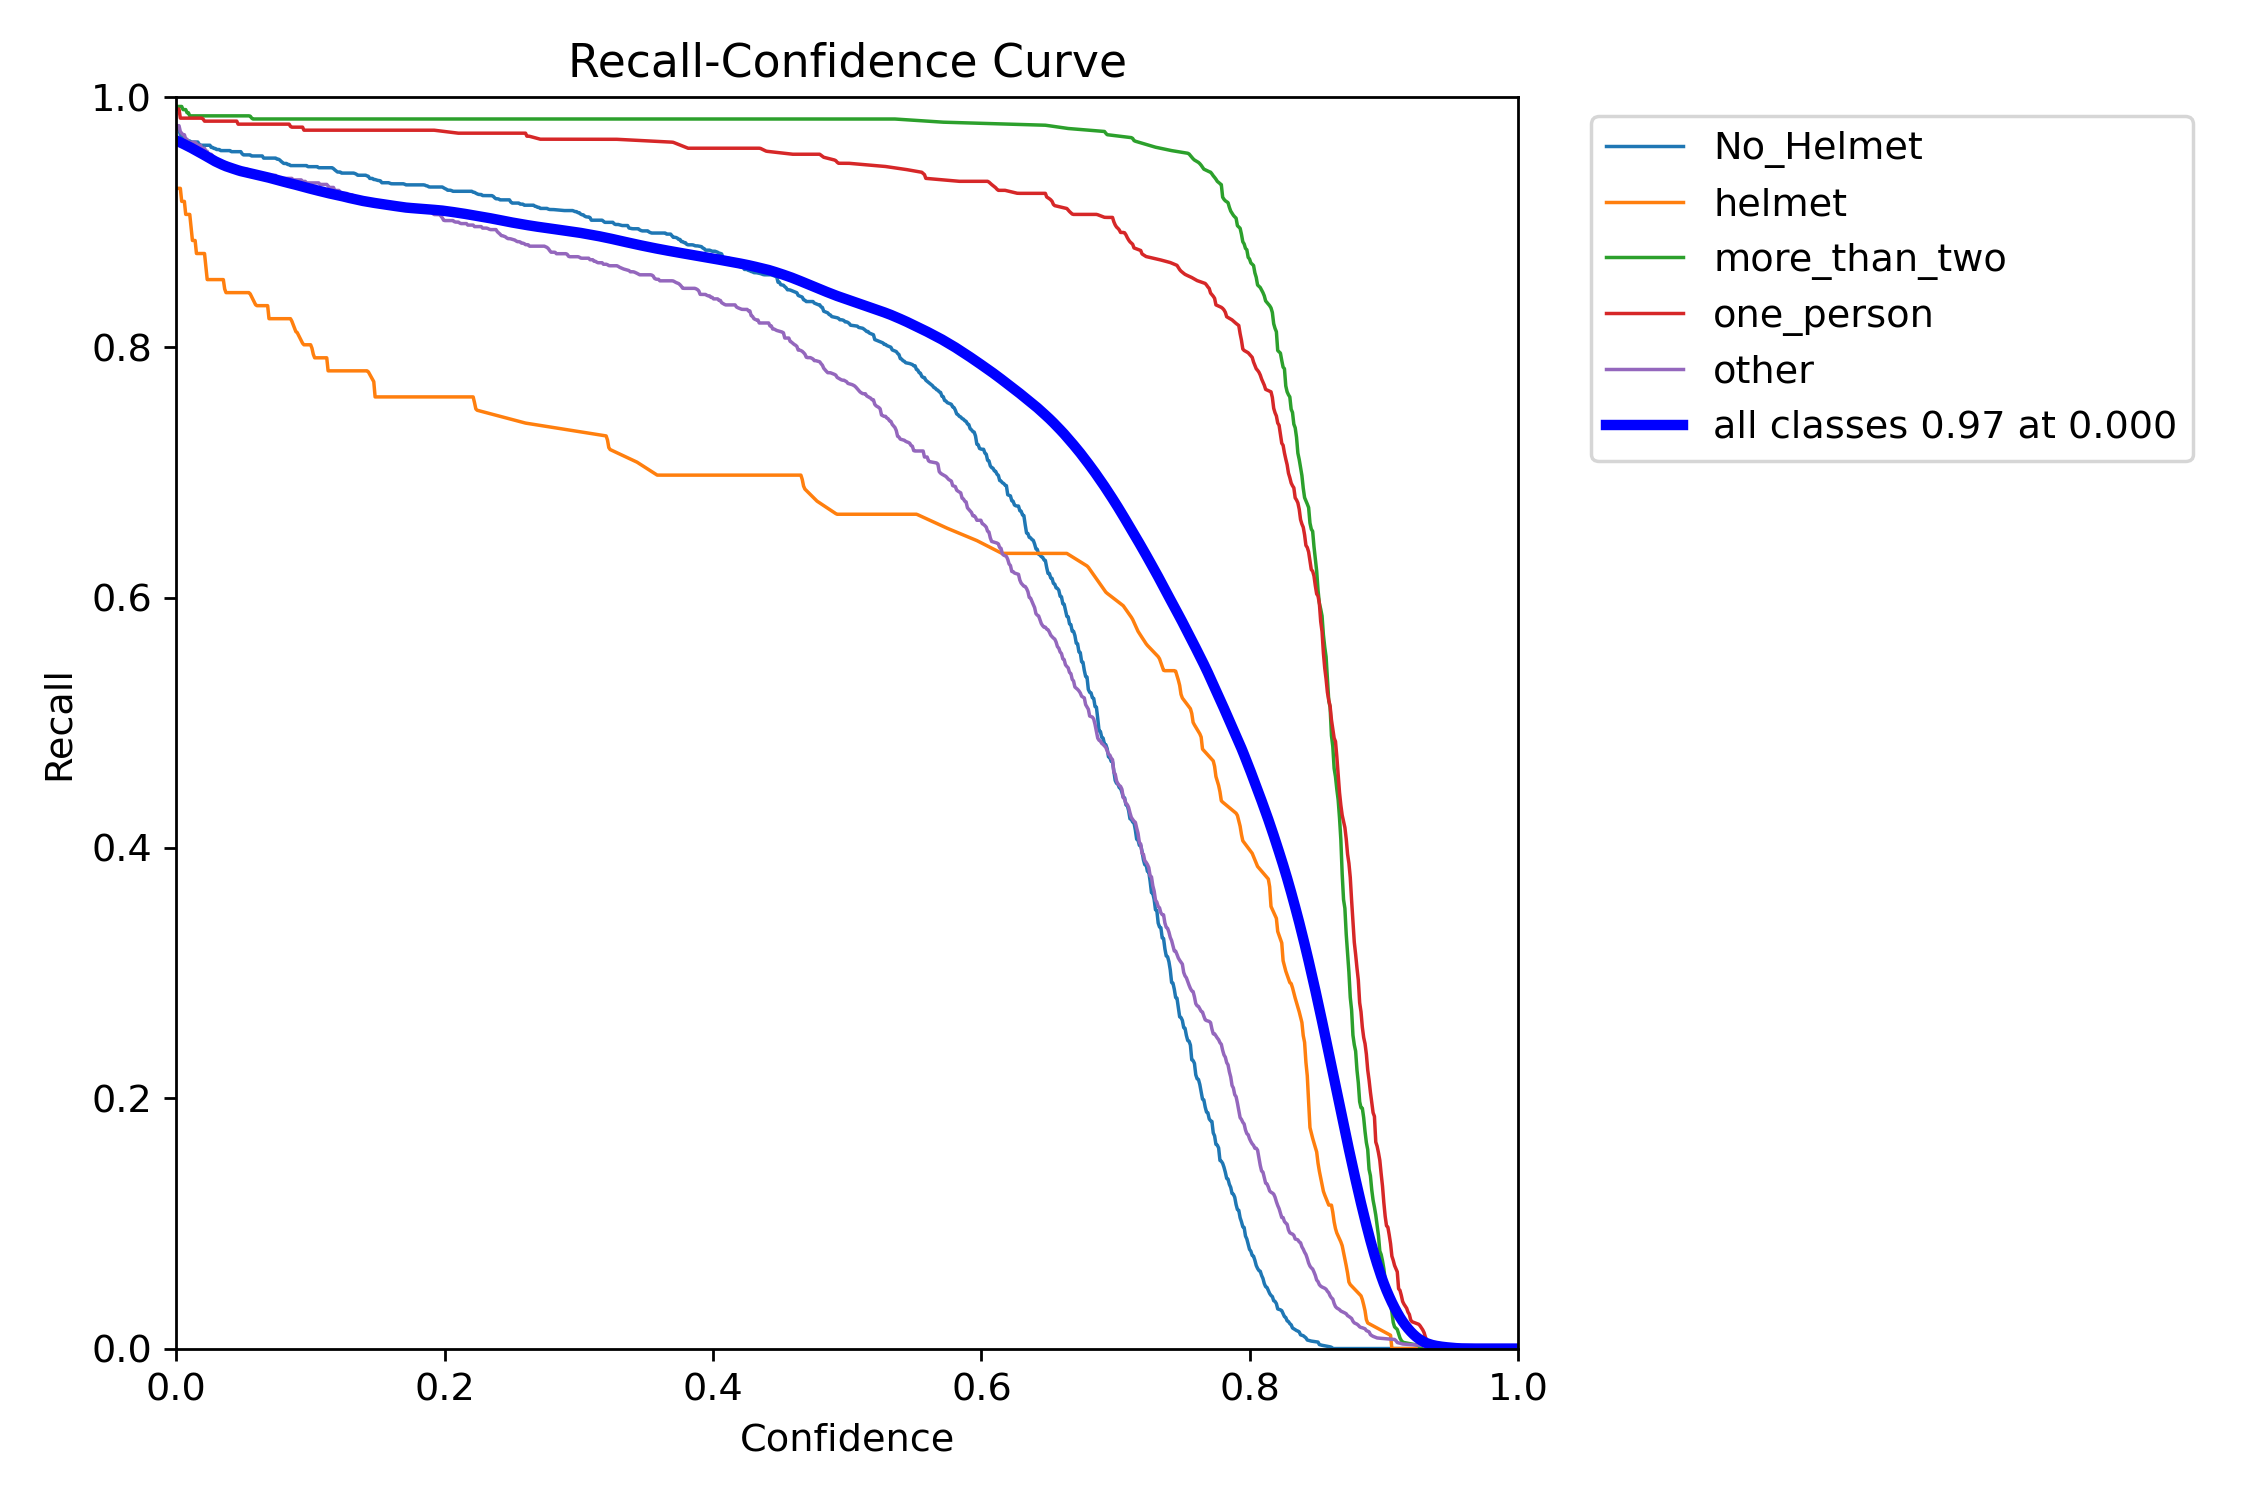 Recall-Confidence Curve
1.0
0.8
0.6
0.4
0.2
0.0
Recall
0.0 0.2 0.4 0.6 0.8 1.0
Confidence
No_Helmet
helmet
more_than_two
one_person
other
all classes 0.97 at 0.000